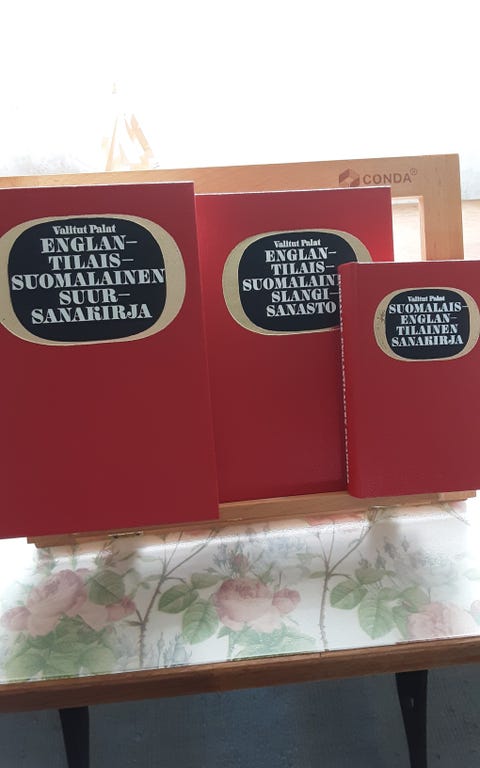 CONDA®
Valitut Palat
ENGLAN-
TILAIS-
SUOMALAINEN
SUUR-
SANAKIRJA
Valitut Palat
ENGLAN-
TILAIS-
SUOMALAINE
SLANGI-
SANASTO
Valitut Palat
SUOMALAIS-
ENGLAN-
TILAINEN
SANAKIRJA